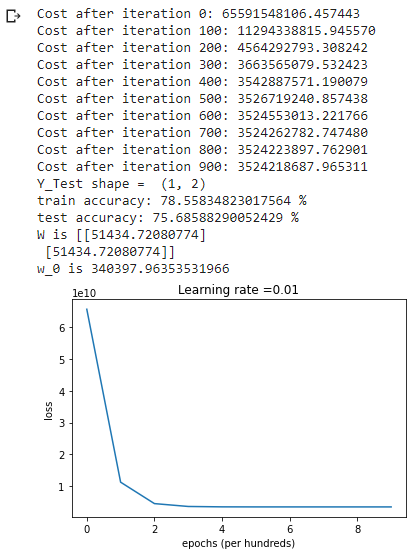 Cost after iteration 0: 65591548106.457443
Cost after iteration 100: 11294338815.945570
Cost after iteration 200: 4564292793.308242
Cost after iteration 300: 3663565079.532423
Cost after iteration 400: 3542887571.190079
Cost after iteration 500: 3526719240.857438
Cost after iteration 600: 3524553013.221766
Cost after iteration 700: 3524262782.747480
Cost after iteration 800: 3524223897.762901
Cost after iteration 900: 3524218687.965311
Y_Test shape =  (1, 2)
train accuracy: 78.55834823017564 %
test accuracy: 75.68588290052429 %
W is [[51434.72080774]
 [51434.72080774]]
w_0 is 340397.96353531966
Learning rate =0.01
1e10
6
5
4
3
2
1
loss
0 2 4 6 8
epochs (per hundreds)